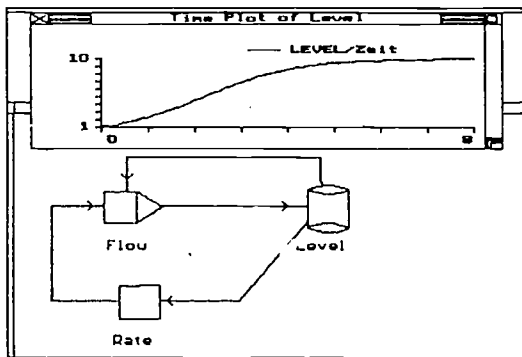 Time Plot of Level
LEVEL/Zeit
10
1
0
8
Flow
Level
Rate